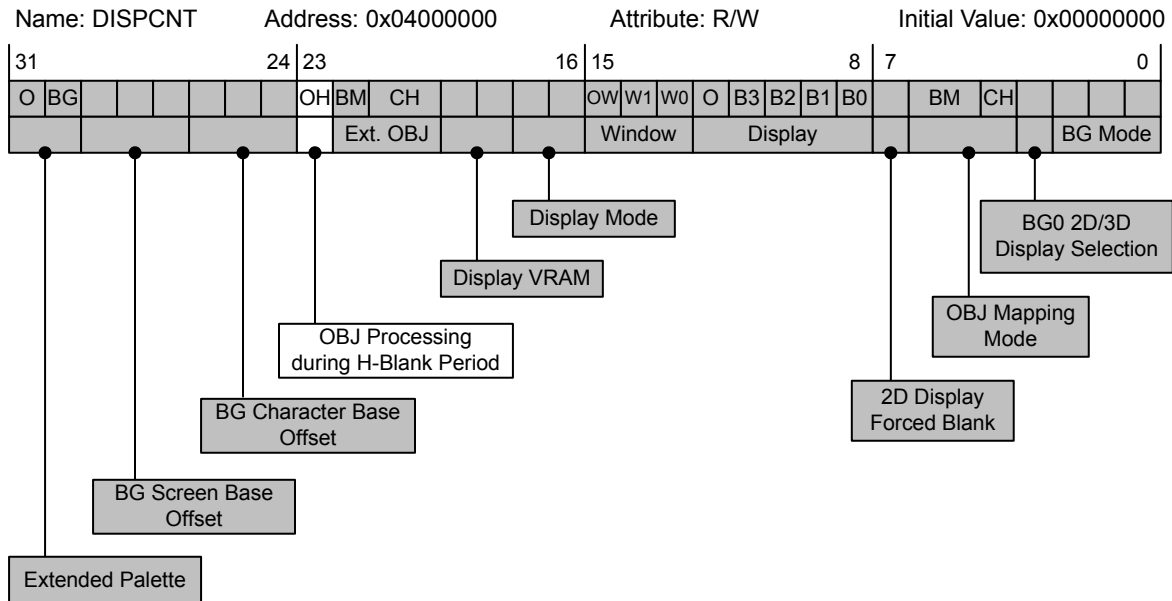 Name: DISPCNT Address: 0x04000000 Attribute: R/W Initial Value: 0x00000000
31 24 23 16 15 8 7 0
O BG OH BM CH OW W1 W0 O B3 B2 B1 B0 BM CH
Ext. OBJ Window Display BG Mode
Display Mode
BG0 2D/3D
Display Selection
Display VRAM
OBJ Mapping
Mode
OBJ Processing
during H-Blank Period
2D Display
Forced Blank
BG Character Base
Offset
BG Screen Base
Offset
Extended Palette